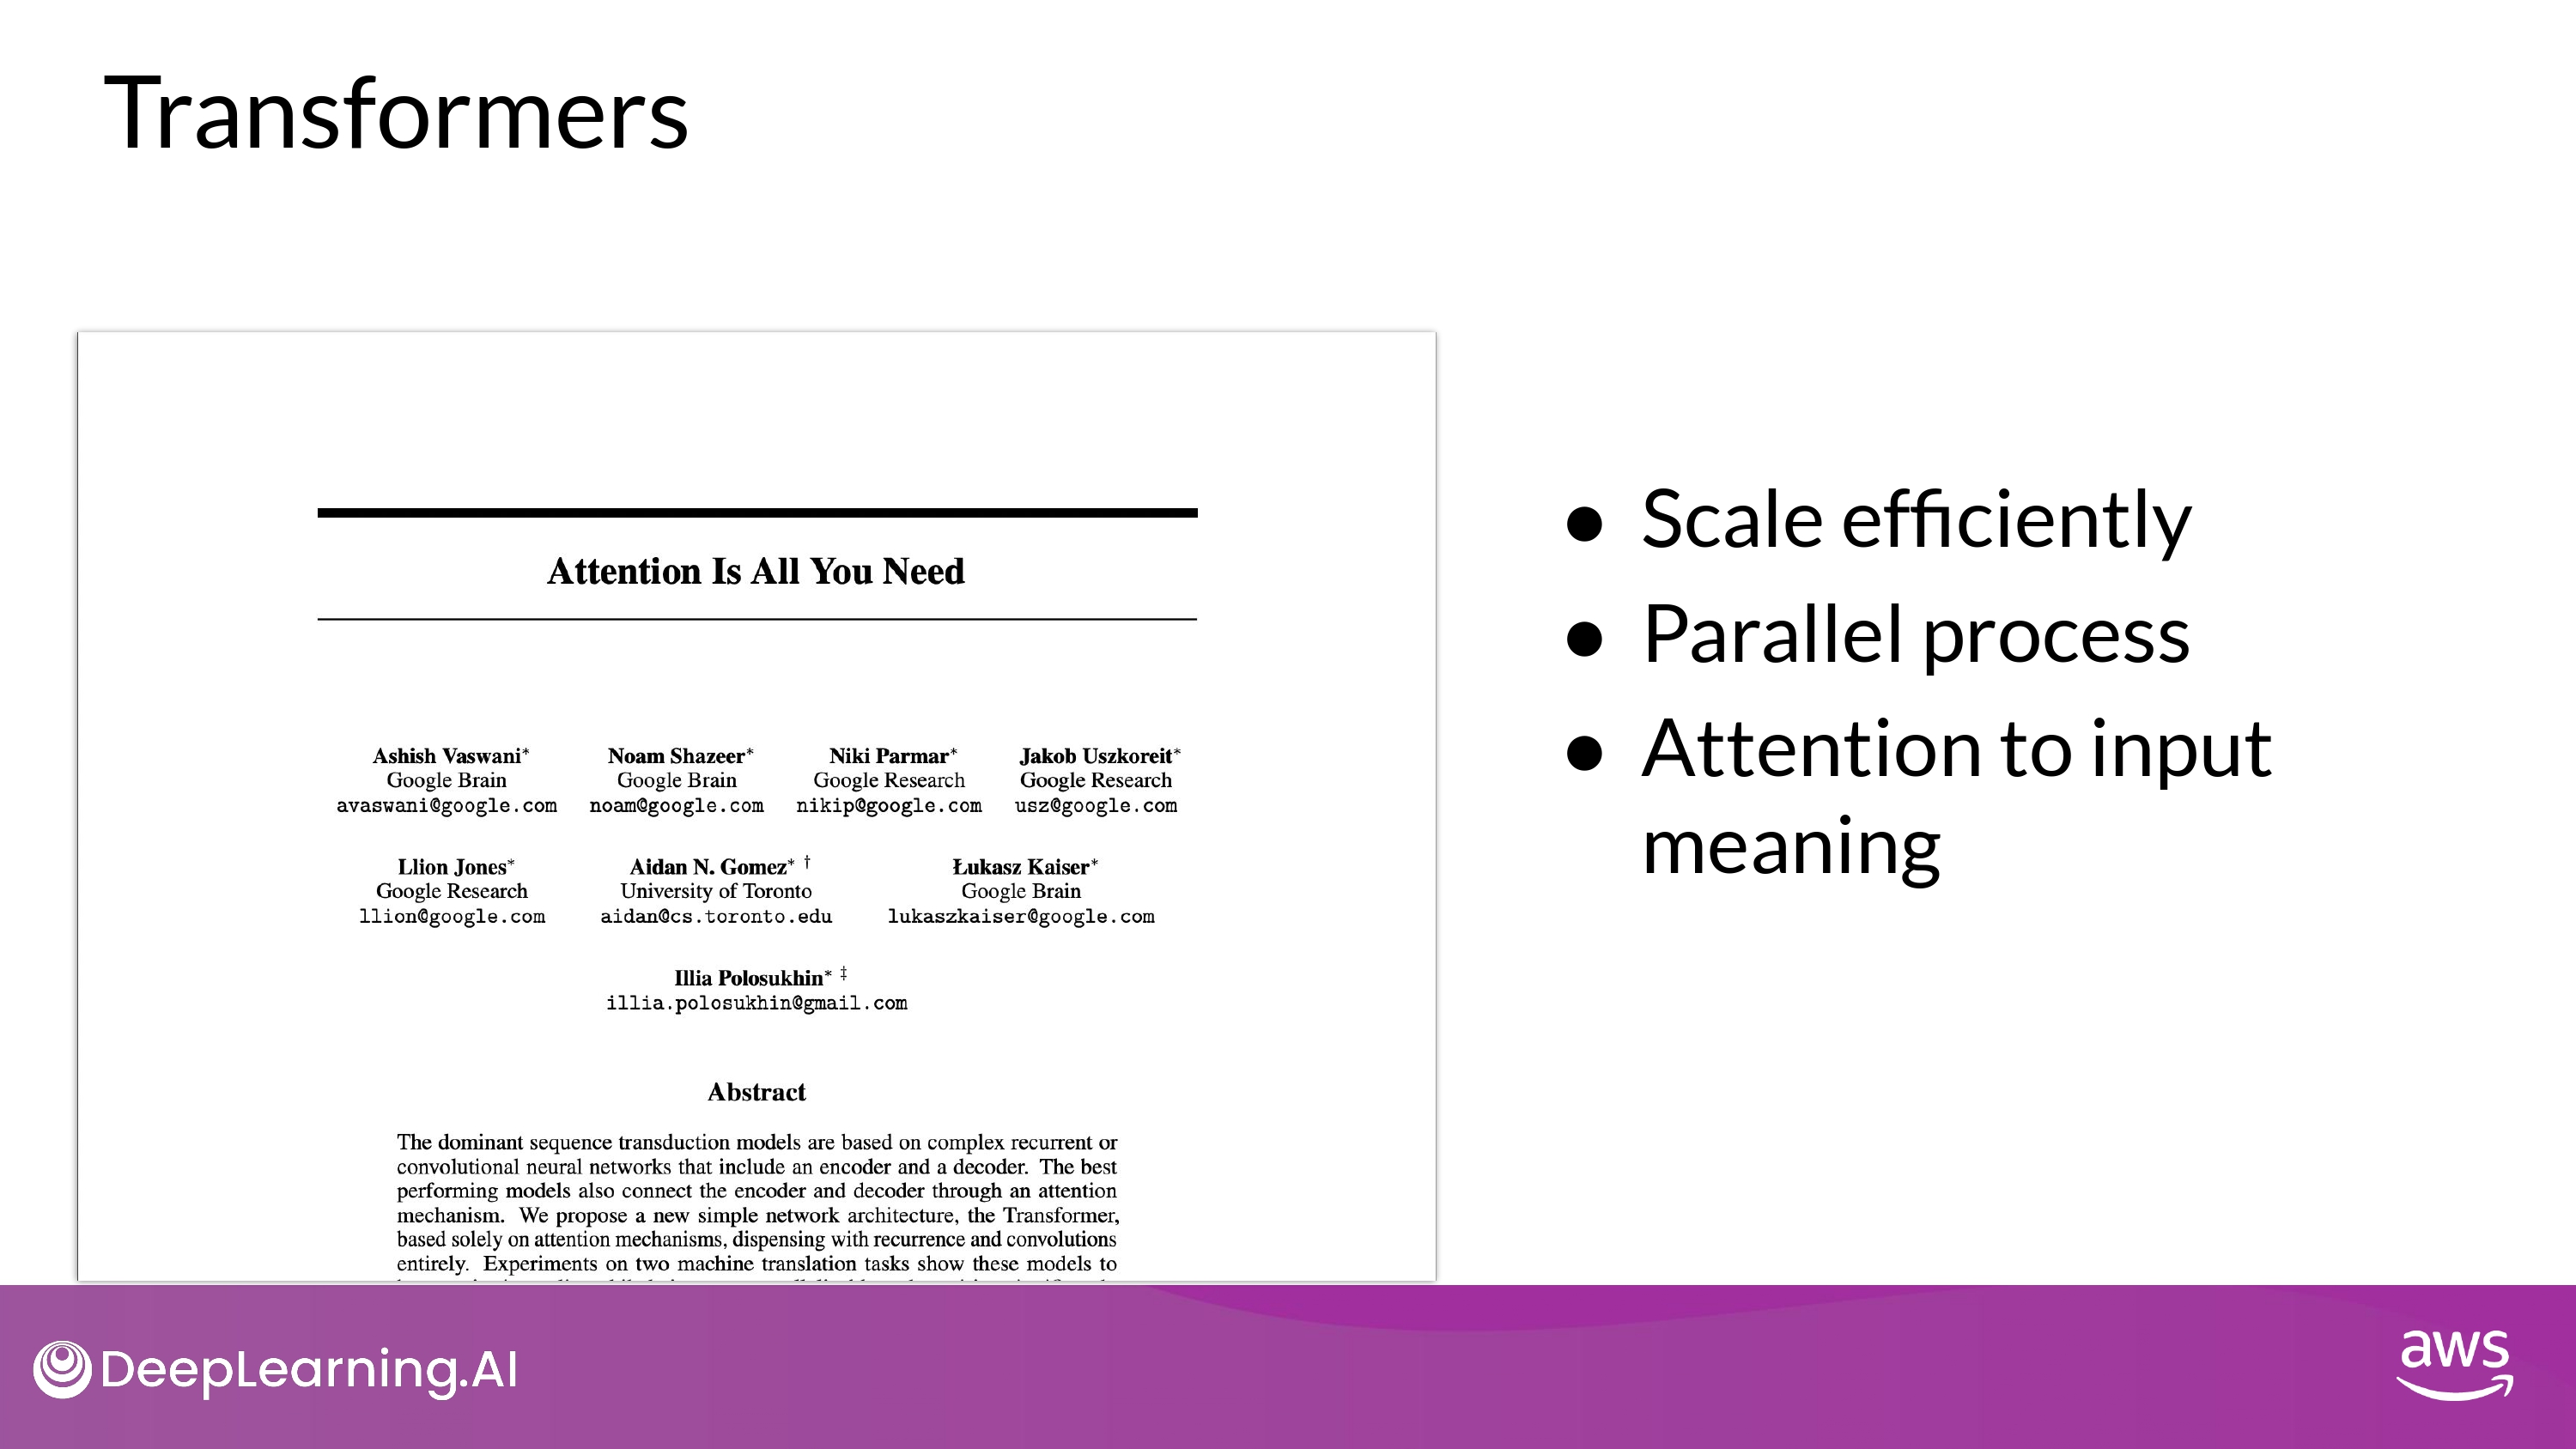 Transformers
Attention Is All You Need
Ashish Vaswani* Noam Shazeer* Niki Parmar* Jakob Uszkoreit*
Google Brain Google Brain Google Research Google Research
avaswani@google.com noam@google.com nikip@google.com usz@google.com
Llion Jones* Aidan N. Gomez* † Łukasz Kaiser*
Google Research University of Toronto Google Brain
llion@google.com aidan@cs.toronto.edu lukaszkaiser@google.com
Illia Polosukhin* ‡
illia.polosukhin@gmail.com
Abstract
The dominant sequence transduction models are based on complex recurrent or
convolutional neural networks that include an encoder and a decoder. The best
performing models also connect the encoder and decoder through an attention
mechanism. We propose a new simple network architecture, the Transformer,
based solely on attention mechanisms, dispensing with recurrence and convolutions
entirely. Experiments on two machine translation tasks show these models to
● Scale efficiently
● Parallel process
● Attention to input
meaning
DeepLearning.AI
aws